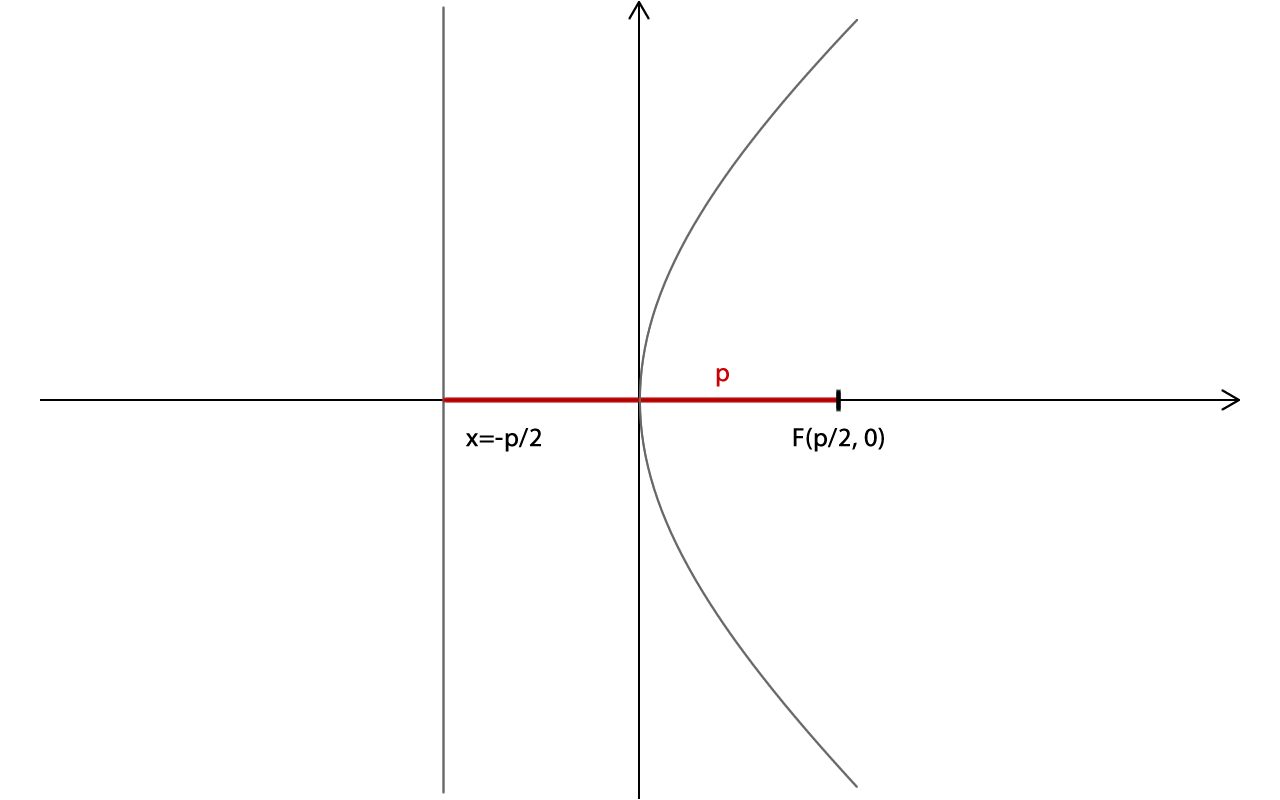 p
x=-p/2
F(p/2, 0)